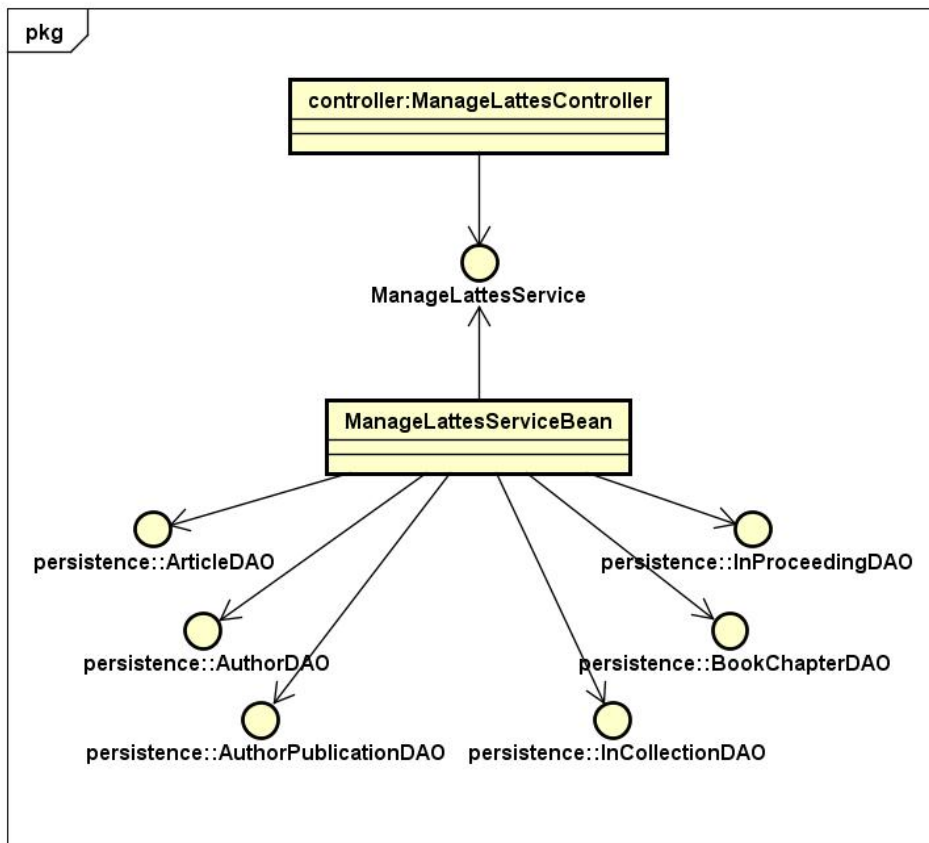 pkg
controller:ManageLattesController
ManageLattesService
ManageLattesServiceBean
persistence::ArticleDAO
persistence::InProceedingDAO
persistence::AuthorDAO
persistence::BookChapterDAO
persistence::AuthorPublicationDAO
persistence::InCollectionDAO